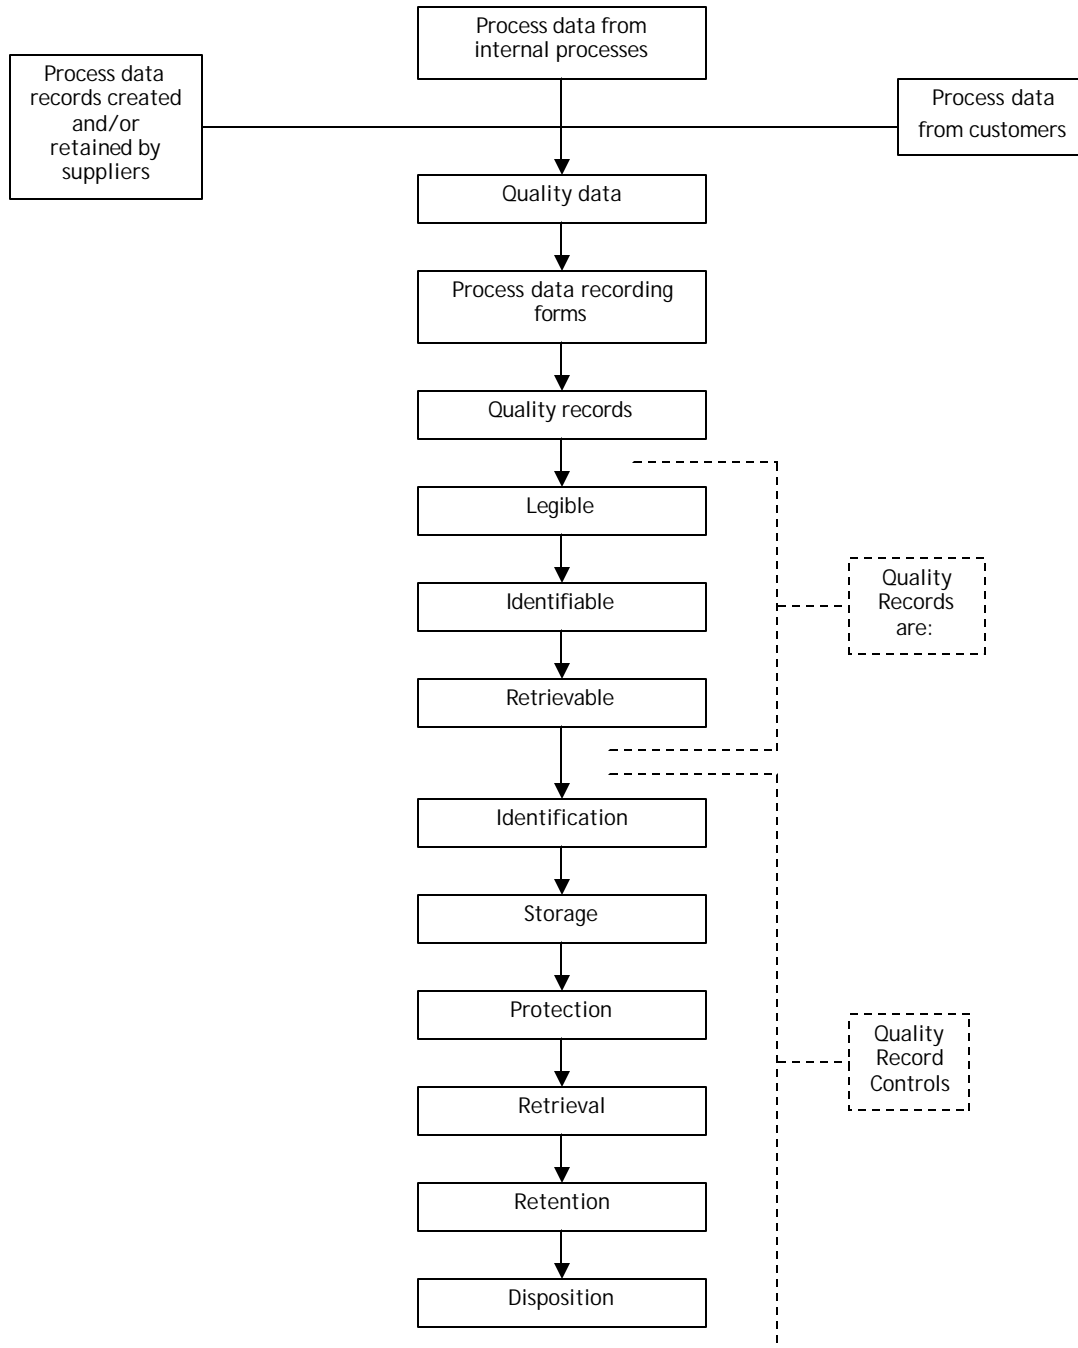 Process data from
internal processes
Process data
records created
and/or
retained by
suppliers
Process data
from customers
Quality data
Process data recording
forms
Quality records
Legible
Identifiable
Retrievable
Quality
Records
are:
Identification
Storage
Protection
Retrieval
Retention
Disposition
Quality
Record
Controls